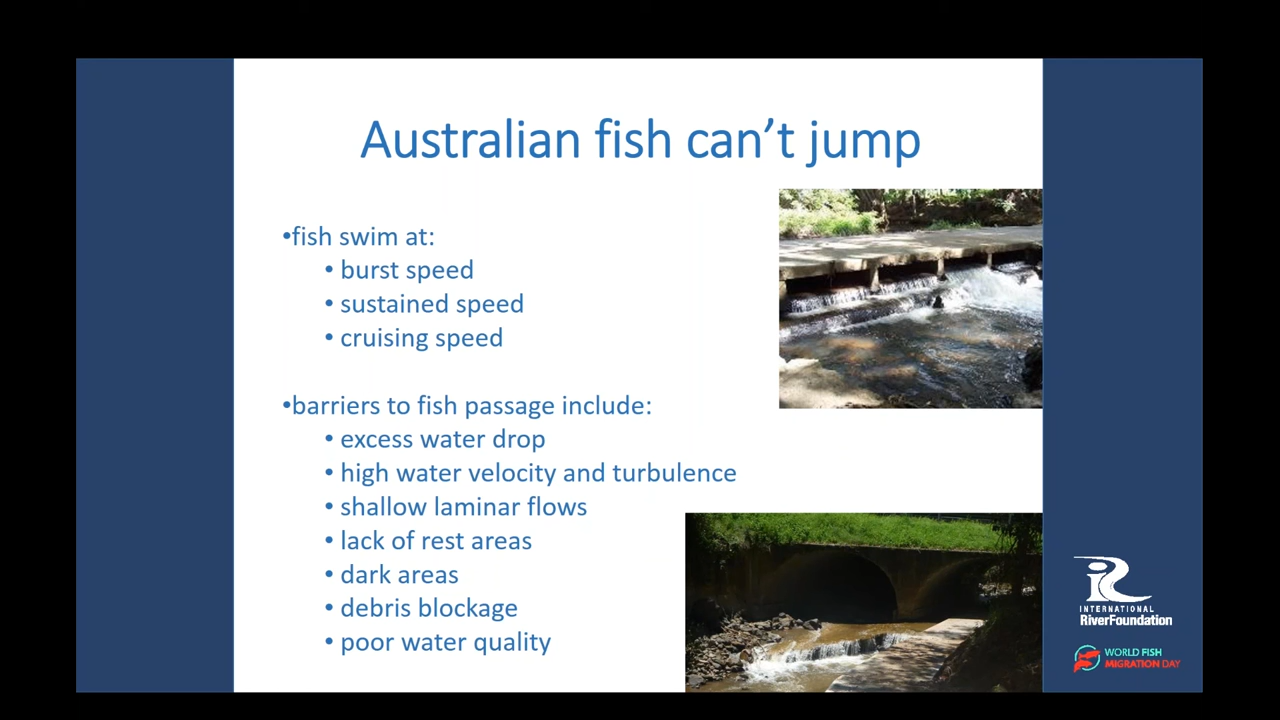 Australian fish can't jump
•fish swim at:
• burst speed
• sustained speed
• cruising speed
•barriers to fish passage include:
• excess water drop
• high water velocity and turbulence
• shallow laminar flows
• lack of rest areas
• dark areas
• debris blockage
• poor water quality
INTERNATIONAL
RiverFoundation
WORLD FISH
MIGRATION DAY